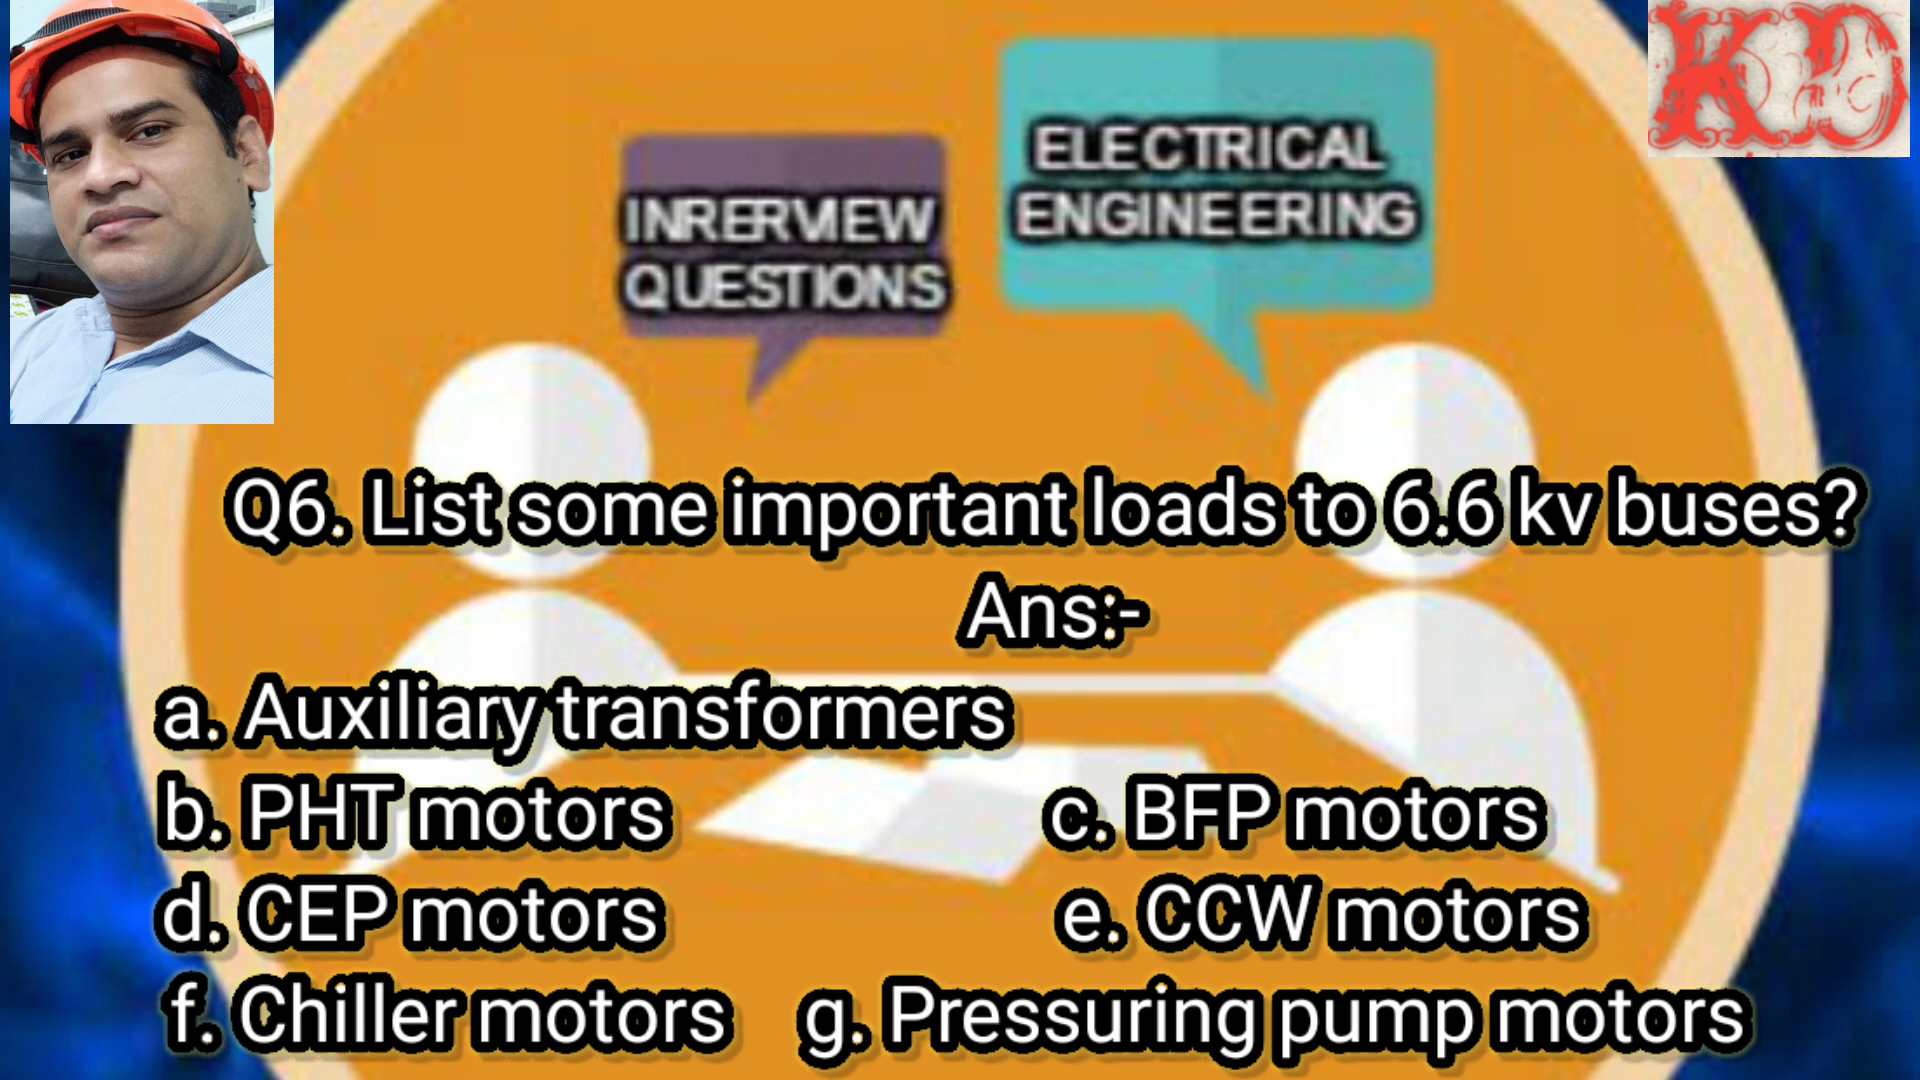 KD
INRERVIEW
QUESTIONS
ELECTRICAL
ENGINEERING
Q6. List some important loads to 6.6 kv buses?
Ans:-
a. Auxiliary transformers
b. PHT motors c. BFP motors
d. CEP motors e. CCW motors
f. Chiller motors g. Pressuring pump motors